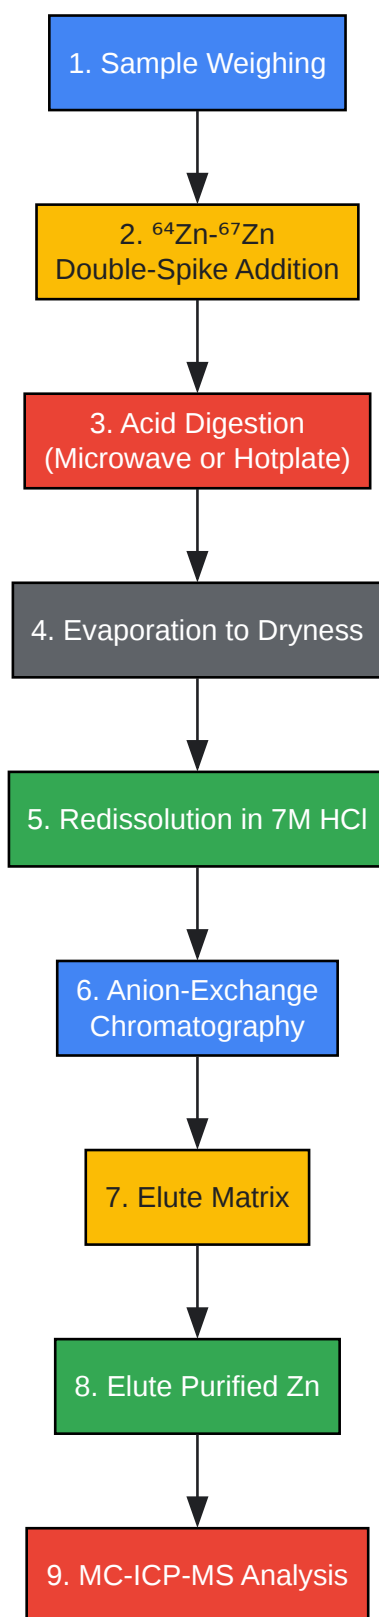 1. Sample Weighing
2. ⁶⁴Zn-⁶⁷Zn
Double-Spike Addition
3. Acid Digestion
(Microwave or Hotplate)
4. Evaporation to Dryness
5. Redissolution in 7M HCl
6. Anion-Exchange
Chromatography
7. Elute Matrix
8. Elute Purified Zn
9. MC-ICP-MS Analysis